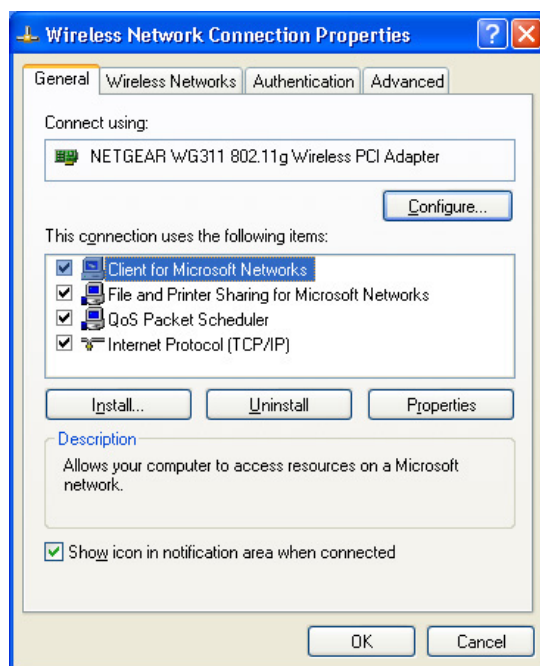 Wireless Network Connection Properties
General Wireless Networks Authentication Advanced
Connect using:
NETGEAR WG311 802.11g Wireless PCI Adapter
Configure...
This connection uses the following items:
Client for Microsoft Networks
File and Printer Sharing for Microsoft Networks
QoS Packet Scheduler
Internet Protocol (TCP/IP)
Install... Uninstall Properties
Description
Allows your computer to access resources on a Microsoft
network.
Show icon in notification area when connected
OK Cancel